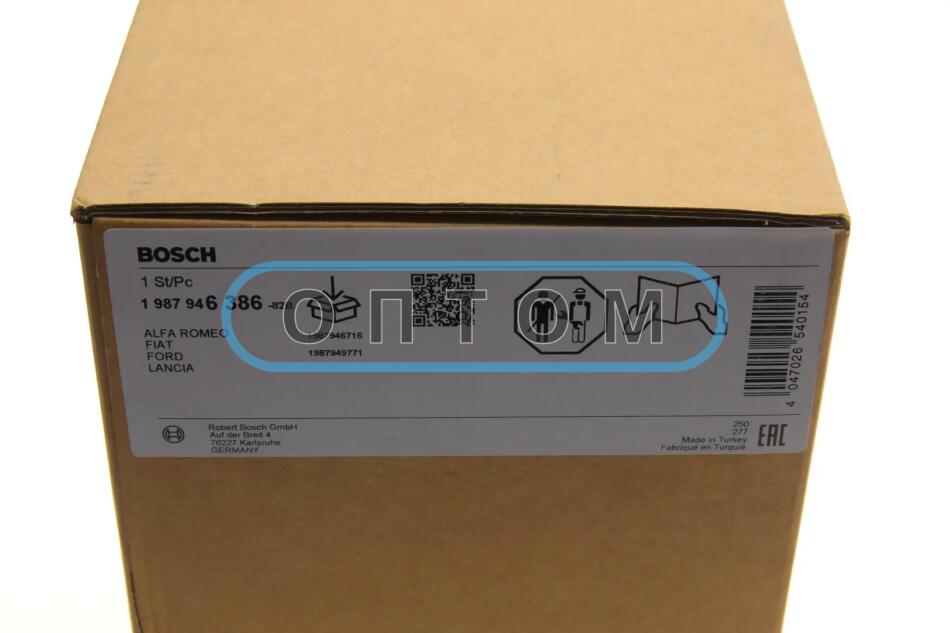 BOSCH
1 St/Pc
1 987 946 386 -82B
ALFA ROMEO
FIAT
FORD
LANCIA
1987946716
1987949771
ОПТОМ
4 047026 540154
Robert Bosch GmbH
Auf der Breit 4
76227 Karlsruhe
GERMANY
250
277
Made in Turkey
Fabriqué en Turquie
EAC